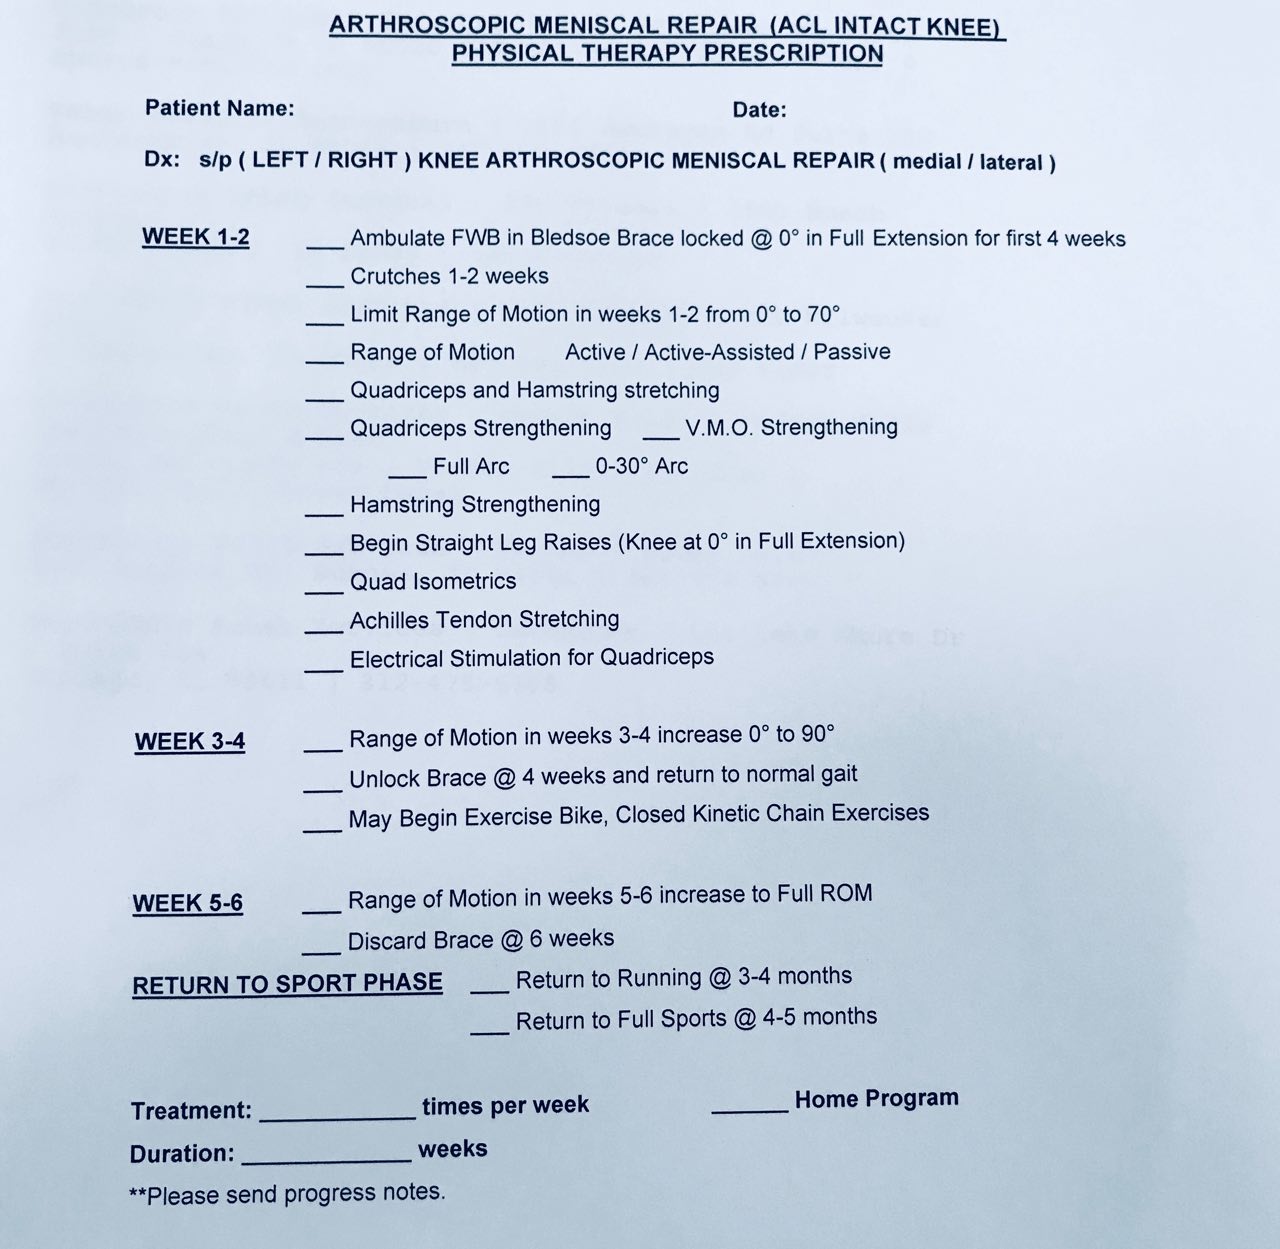 ARTHROSCOPIC MENISCAL REPAIR (ACL INTACT KNEE)
PHYSICAL THERAPY PRESCRIPTION
Patient Name: Date:
Dx: s/p ( LEFT / RIGHT ) KNEE ARTHROSCOPIC MENISCAL REPAIR ( medial / lateral )
WEEK 1-2 ___ Ambulate FWB in Bledsoe Brace locked @ 0° in Full Extension for first 4 weeks
___ Crutches 1-2 weeks
___ Limit Range of Motion in weeks 1-2 from 0° to 70°
___ Range of Motion Active / Active-Assisted / Passive
___ Quadriceps and Hamstring stretching
___ Quadriceps Strengthening ___ V.M.O. Strengthening
___ Full Arc ___ 0-30° Arc
___ Hamstring Strengthening
___ Begin Straight Leg Raises (Knee at 0° in Full Extension)
___ Quad Isometrics
___ Achilles Tendon Stretching
___ Electrical Stimulation for Quadriceps
WEEK 3-4 ___ Range of Motion in weeks 3-4 increase 0° to 90°
___ Unlock Brace @ 4 weeks and return to normal gait
___ May Begin Exercise Bike, Closed Kinetic Chain Exercises
WEEK 5-6 ___ Range of Motion in weeks 5-6 increase to Full ROM
___ Discard Brace @ 6 weeks
RETURN TO SPORT PHASE ___ Return to Running @ 3-4 months
___ Return to Full Sports @ 4-5 months
Treatment: ____________ times per week ______ Home Program
Duration: _____________ weeks
**Please send progress notes.